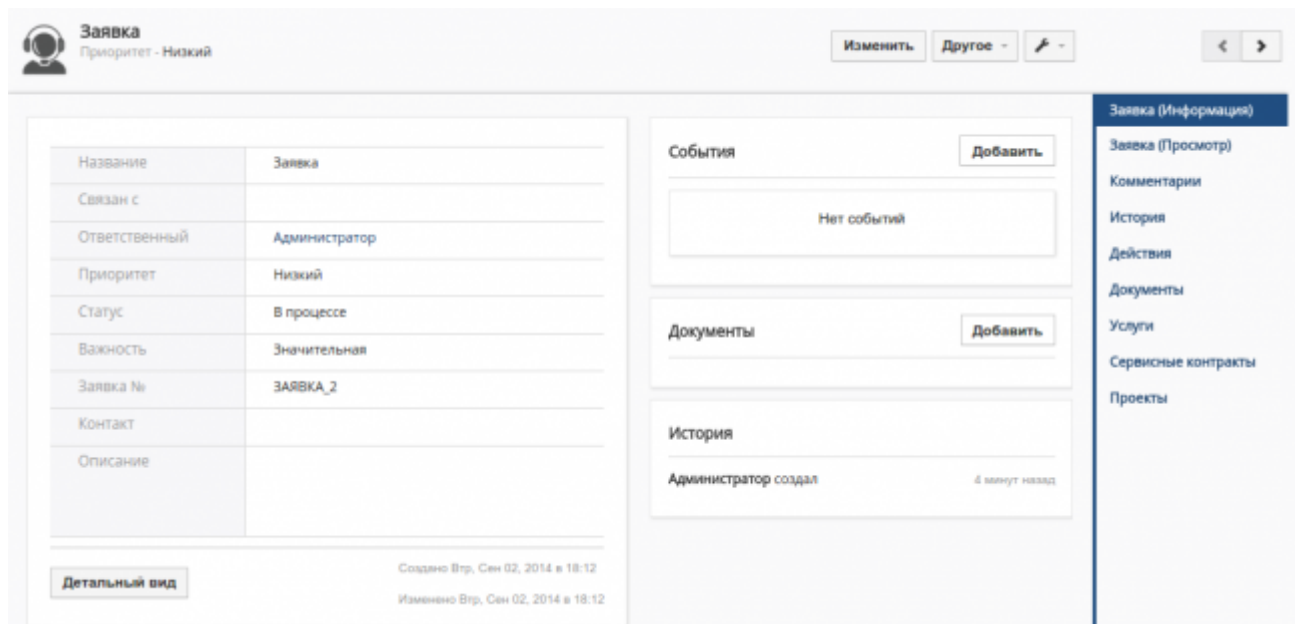 Заявка
Приоритет - Низкий
Изменить
Другое
Название Заявка
Связан с
Ответственный Администратор
Приоритет Низкий
Статус В процессе
Важность Значительная
Заявка № ЗАЯВКА_2
Контакт
Описание
Детальный вид
Создано Втр, Сен 02, 2014 в 18:12
Изменено Втр, Сен 02, 2014 в 18:12
События Добавить
Нет событий
Документы Добавить
История
Администратор создал 4 минут назад
Заявка (Информация)
Заявка (Просмотр)
Комментарии
История
Действия
Документы
Услуги
Сервисные контракты
Проекты